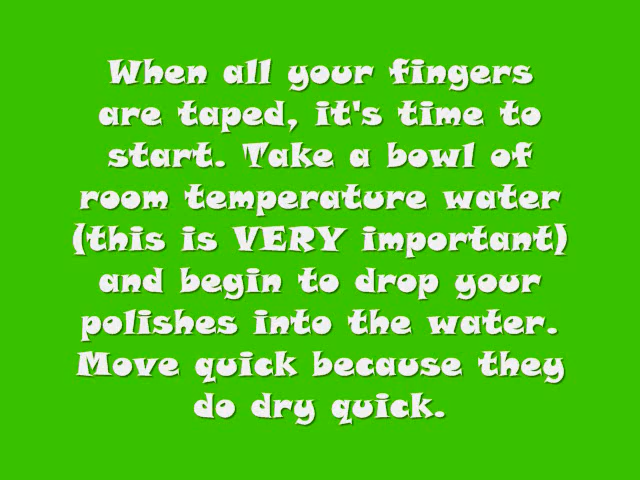 When all your fingers
are taped, it's time to
start. Take a bowl of
room temperature water
(this is VERY important)
and begin to drop your
polishes into the water.
Move quick because they
do dry quick.